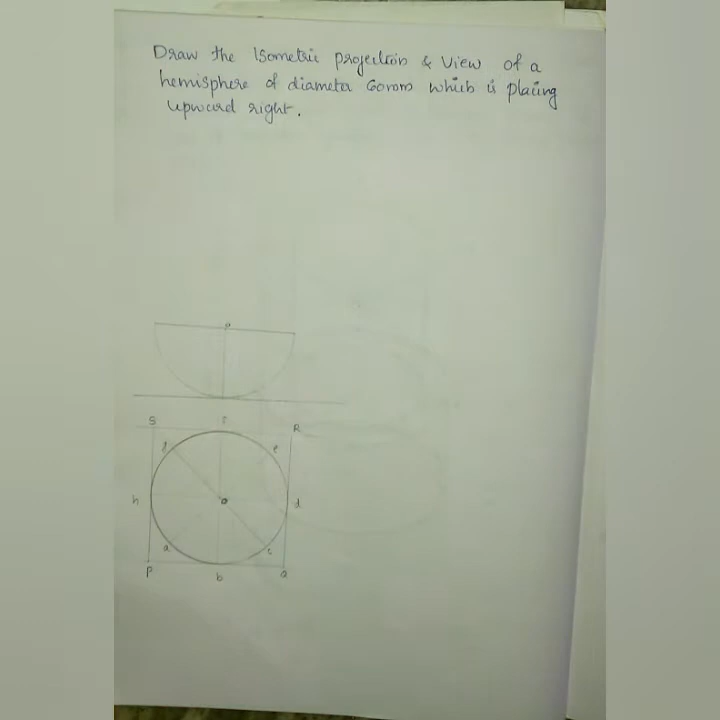 Draw the Isometric projection & View of a
hemisphere of diameter 60mm which is placing
upward right.
o
S R
f e
h o d
a c
P b Q